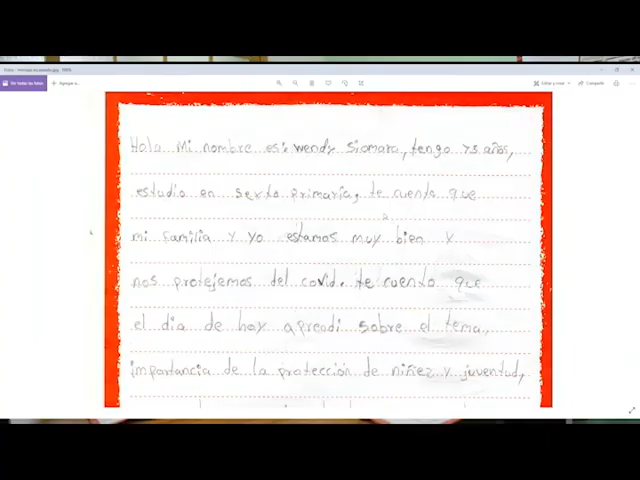 Hola Mi nombre es: wendy Siomara, tengo 15 años,
estudio en sexto primaria, te cuento que
mi familia y yo estamos muy bien y
nos protejemos del covid. te cuento que
el dia de hoy aprendi sobre el tema,
importancia de la protección de niñez y juventud,